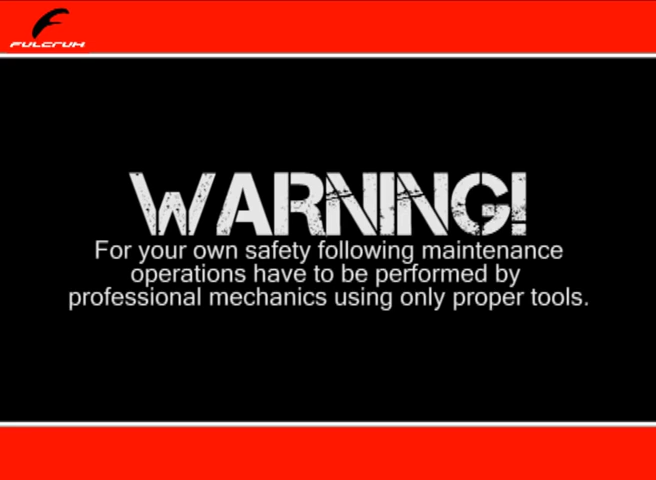 FULCRUM
WARNING!
For your own safety following maintenance
operations have to be performed by
professional mechanics using only proper tools.